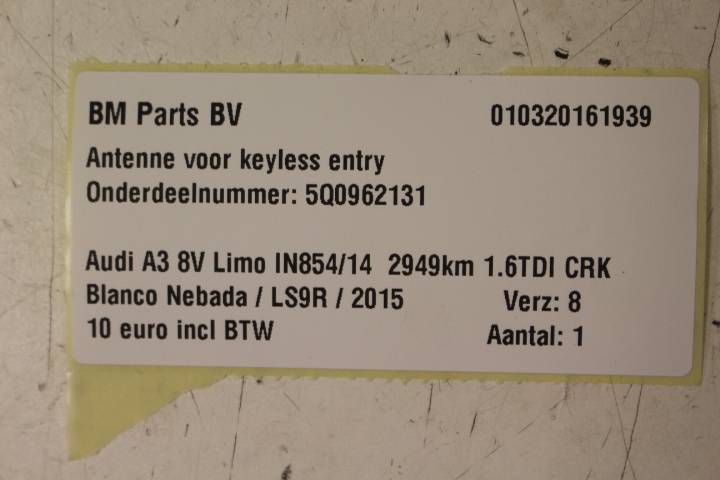 BM Parts BV 010320161939
Antenne voor keyless entry
Onderdeelnummer: 5Q0962131
Audi A3 8V Limo IN854/14 2949km 1.6TDI CRK
Blanco Nebada / LS9R / 2015 Verz: 8
10 euro incl BTW Aantal: 1